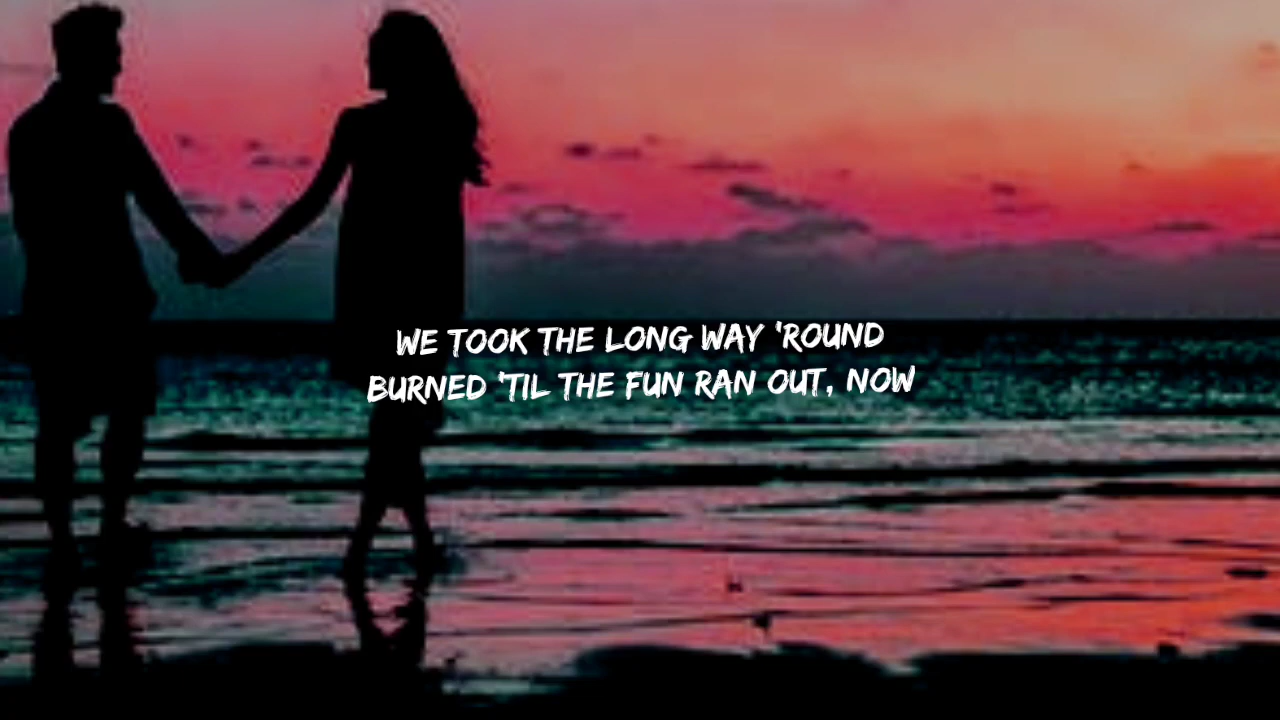 WE TOOK THE LONG WAY 'ROUND
BURNED 'TIL THE FUN RAN OUT, NOW